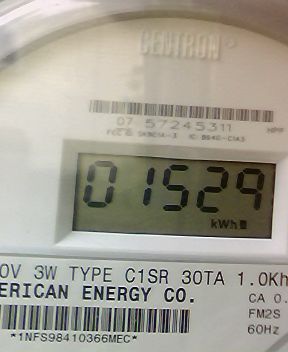 CENTRON®
07 57245311
01529
kWh
0V 3W TYPE C1SR 30TA 1.0Kh
ERICAN ENERGY CO.
CA 0.
FM2S
60Hz
*1NFS98410366MEC*